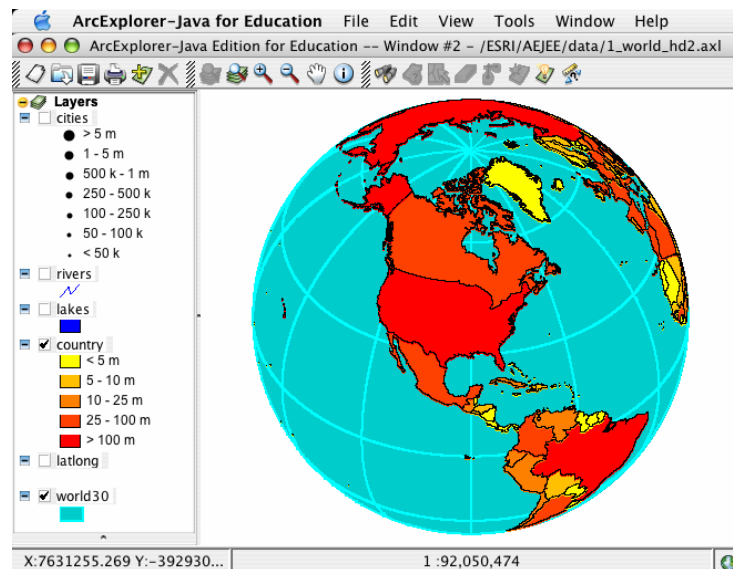 ArcExplorer-Java for Education File Edit View Tools Window Help
ArcExplorer-Java Edition for Education -- Window #2 - /ESRI/AEJEE/data/1_world_hd2.axl
Layers
cities
> 5 m
1 - 5 m
500 k - 1 m
250 - 500 k
100 - 250 k
50 - 100 k
< 50 k
rivers
lakes
country
< 5 m
5 - 10 m
10 - 25 m
25 - 100 m
> 100 m
latlong
world30
X:7631255.269 Y:-392930... 1 :92,050,474